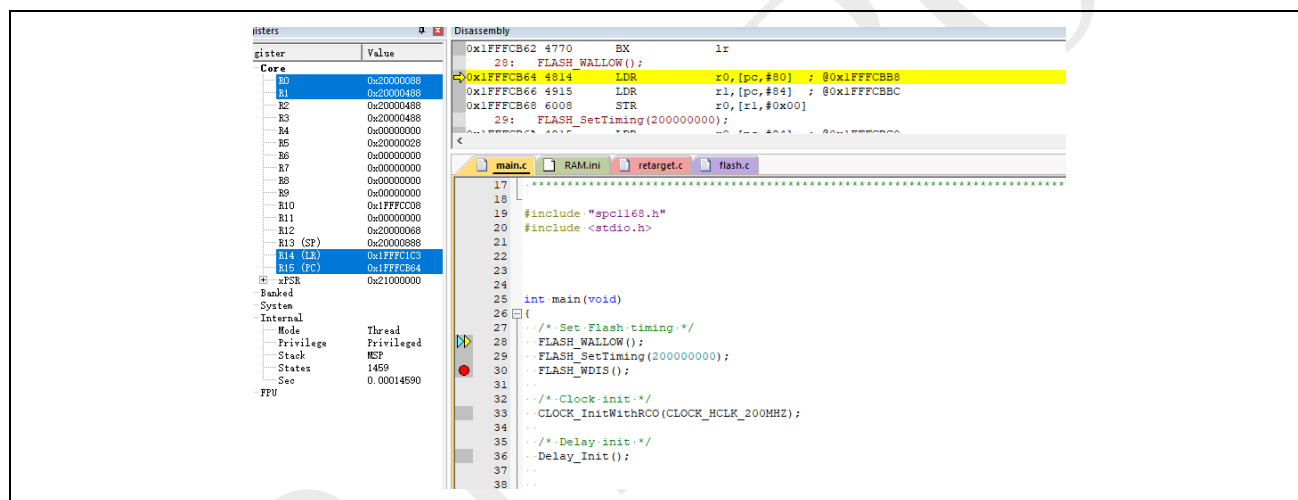 isters
gister Value
Core
R0 0x20000088
R1 0x20000488
R2 0x20000488
R3 0x20000488
R4 0x00000000
R5 0x20000028
R6 0x00000000
R7 0x00000000
R8 0x00000000
R9 0x00000000
R10 0x1FFFCC08
R11 0x00000000
R12 0x20000068
R13 (SP) 0x20000888
R14 (LR) 0x1FFFC1C3
R15 (PC) 0x1FFFCB64
xPSR 0x21000000
Banked
System
Internal
Mode Thread
Privilege Privileged
Stack MSP
States 1459
Sec 0.00014590
FPU
Disassembly
0x1FFFCB62 4770 BX lr
28: FLASH_WALLOW();
0x1FFFCB64 4814 LDR r0,[pc,#80] ; @0x1FFFCBB8
0x1FFFCB66 4915 LDR r1,[pc,#84] ; @0x1FFFCBBC
0x1FFFCB68 6008 STR r0,[r1,#0x00]
29: FLASH_SetTiming(200000000);
main.c RAM.ini retarget.c flash.c
17 ***************************************************************************
18
19 #include "spc1168.h"
20 #include <stdio.h>
21
22
23
24
25 int main(void)
26 {
27 /* Set Flash timing */
28 FLASH_WALLOW();
29 FLASH_SetTiming(200000000);
30 FLASH_WDIS();
31
32 /* Clock init */
33 CLOCK_InitWithRCO(CLOCK_HCLK_200MHZ);
34
35 /* Delay init */
36 Delay_Init();
37
38